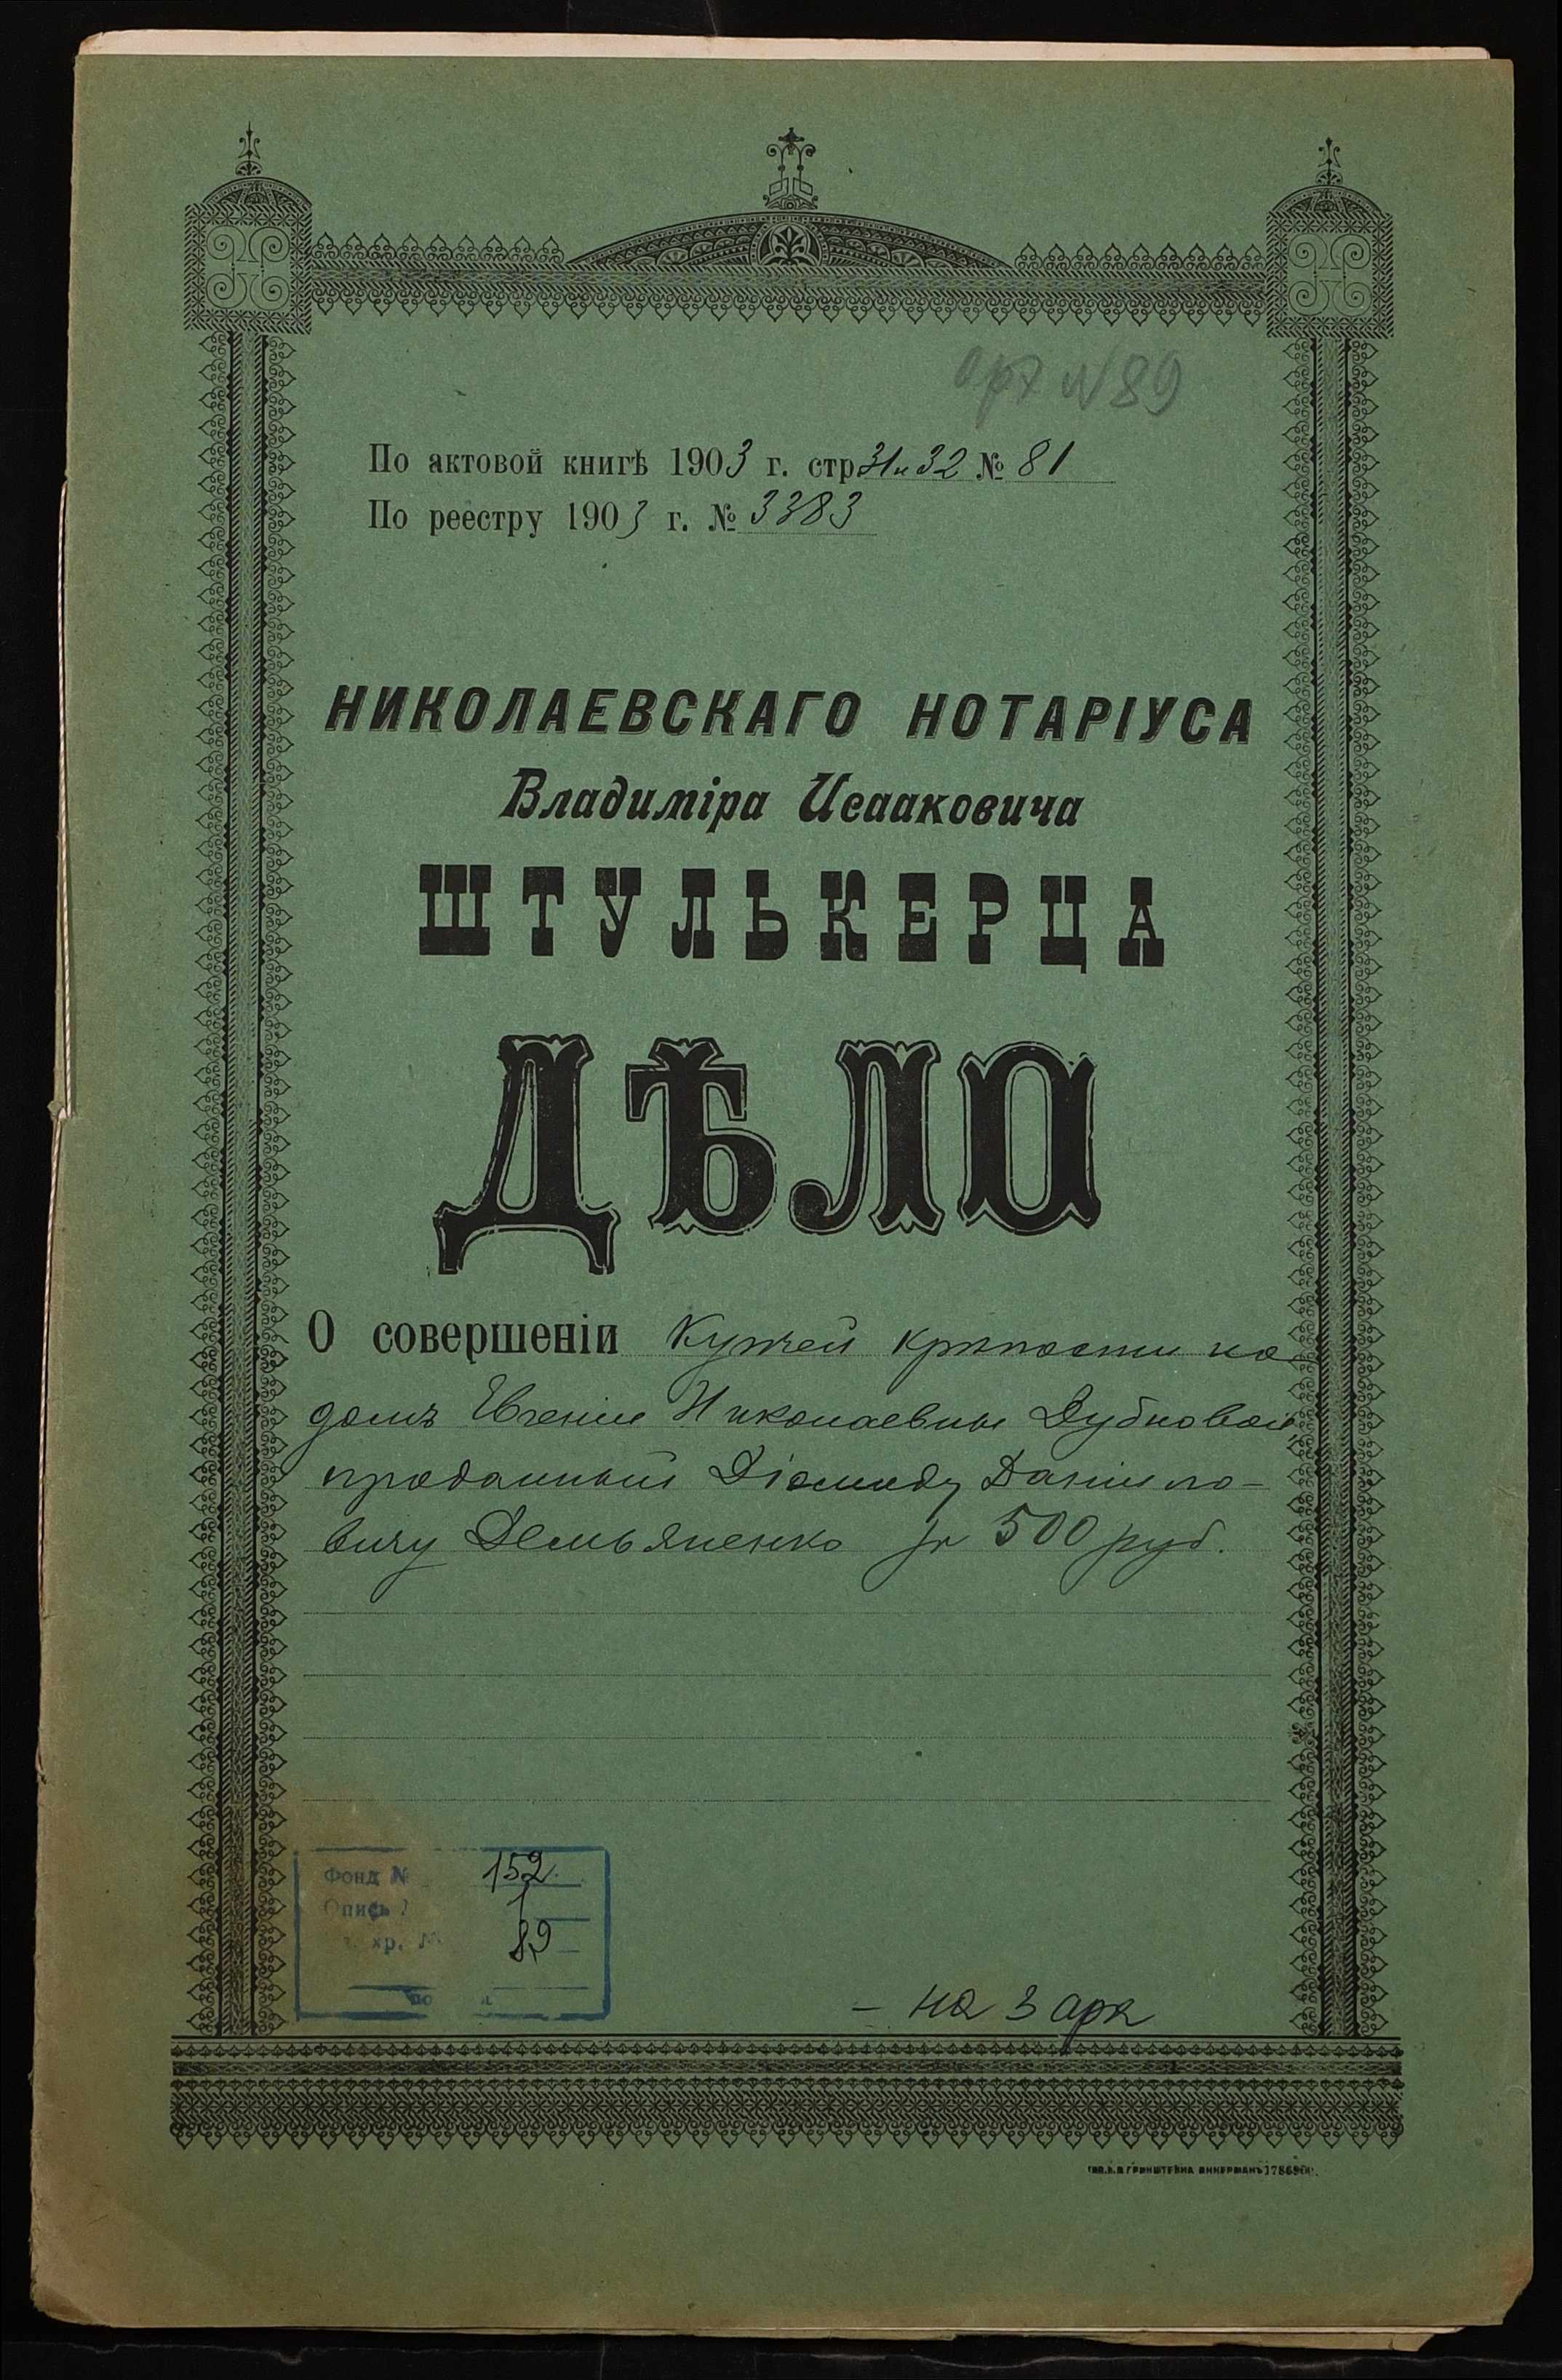 арх №89
По актовой книгѣ 1903 г. стр 31 и 32 № 81
По реестру 1903 г. № 3383
НИКОЛАЕВСКАГО НОТАРІУСА
Владиміра Исааковича
ШТУЛЬКЕРЦА
ДѢЛО
О совершеніи Купчей крѣпости на
домъ Евгеніи Николаевны Дубновой,
проданный Діомиду Данило-
вичу Демьяненко за 500 руб.
Фонд № 152.
Опись 1
хр. № 89
– на 3 арк